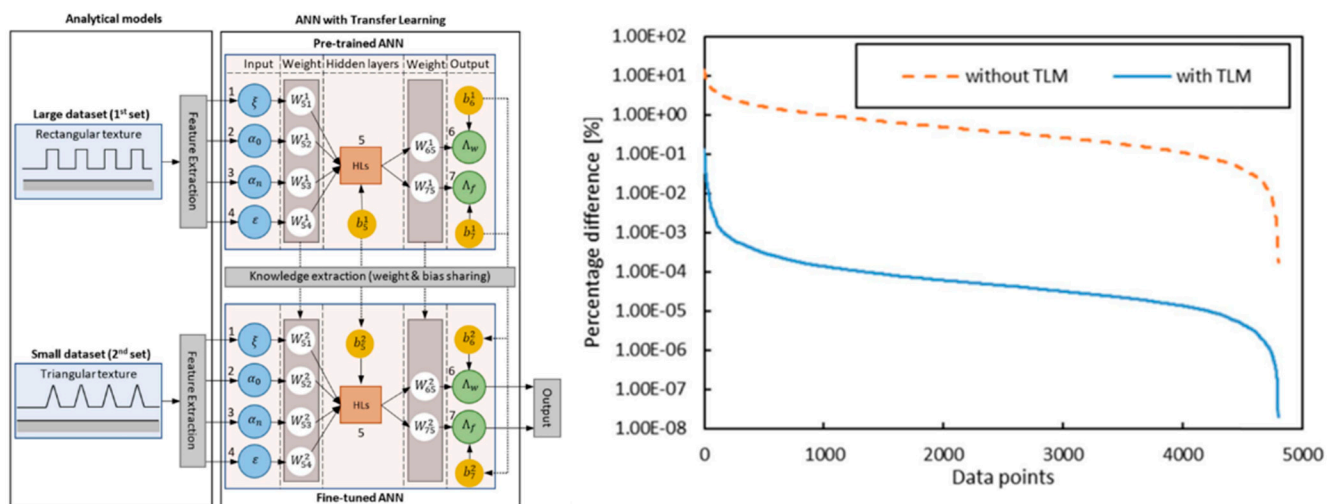 Analytical models
ANN with Transfer Learning
Pre-trained ANN
Input Weight Hidden layers Weight Output
Large dataset (1st set)
Rectangular texture
Feature Extraction
1 ξ W¹₅₁
2 α₀ W¹₅₂
3 αₙ W¹₅₃
4 ε W¹₅₄
5
HLs
b¹₅
W¹₆₅
W¹₇₅
b¹₆
6 Λ_w
7 Λ_f
b¹₇
Knowledge extraction (weight & bias sharing)
Small dataset (2nd set)
Triangular texture
Feature Extraction
1 ξ W²₅₁
2 α₀ W²₅₂
3 αₙ W²₅₃
4 ε W²₅₄
b²₅
HLs
5
W²₆₅
W²₇₅
b²₆
6 Λ_w
7 Λ_f
b²₇
Output
Fine-tuned ANN
without TLM with TLM
Percentage difference [%]
1.00E+02
1.00E+01
1.00E+00
1.00E-01
1.00E-02
1.00E-03
1.00E-04
1.00E-05
1.00E-06
1.00E-07
1.00E-08
0 1000 2000 3000 4000 5000
Data points